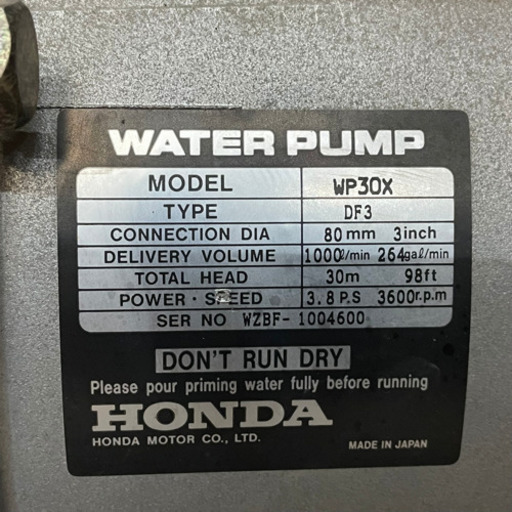 WATER PUMP
MODEL WP30X
TYPE DF3
CONNECTION DIA 80mm 3inch
DELIVERY VOLUME 1000ℓ/min 264gaℓ/min
TOTAL HEAD 30m 98ft
POWER · SPEED 3.8 P.S 3600r.p.m
SER NO WZBF- 1004600
DON'T RUN DRY
Please pour priming water fully before running
HONDA
HONDA MOTOR CO., LTD.
MADE IN JAPAN